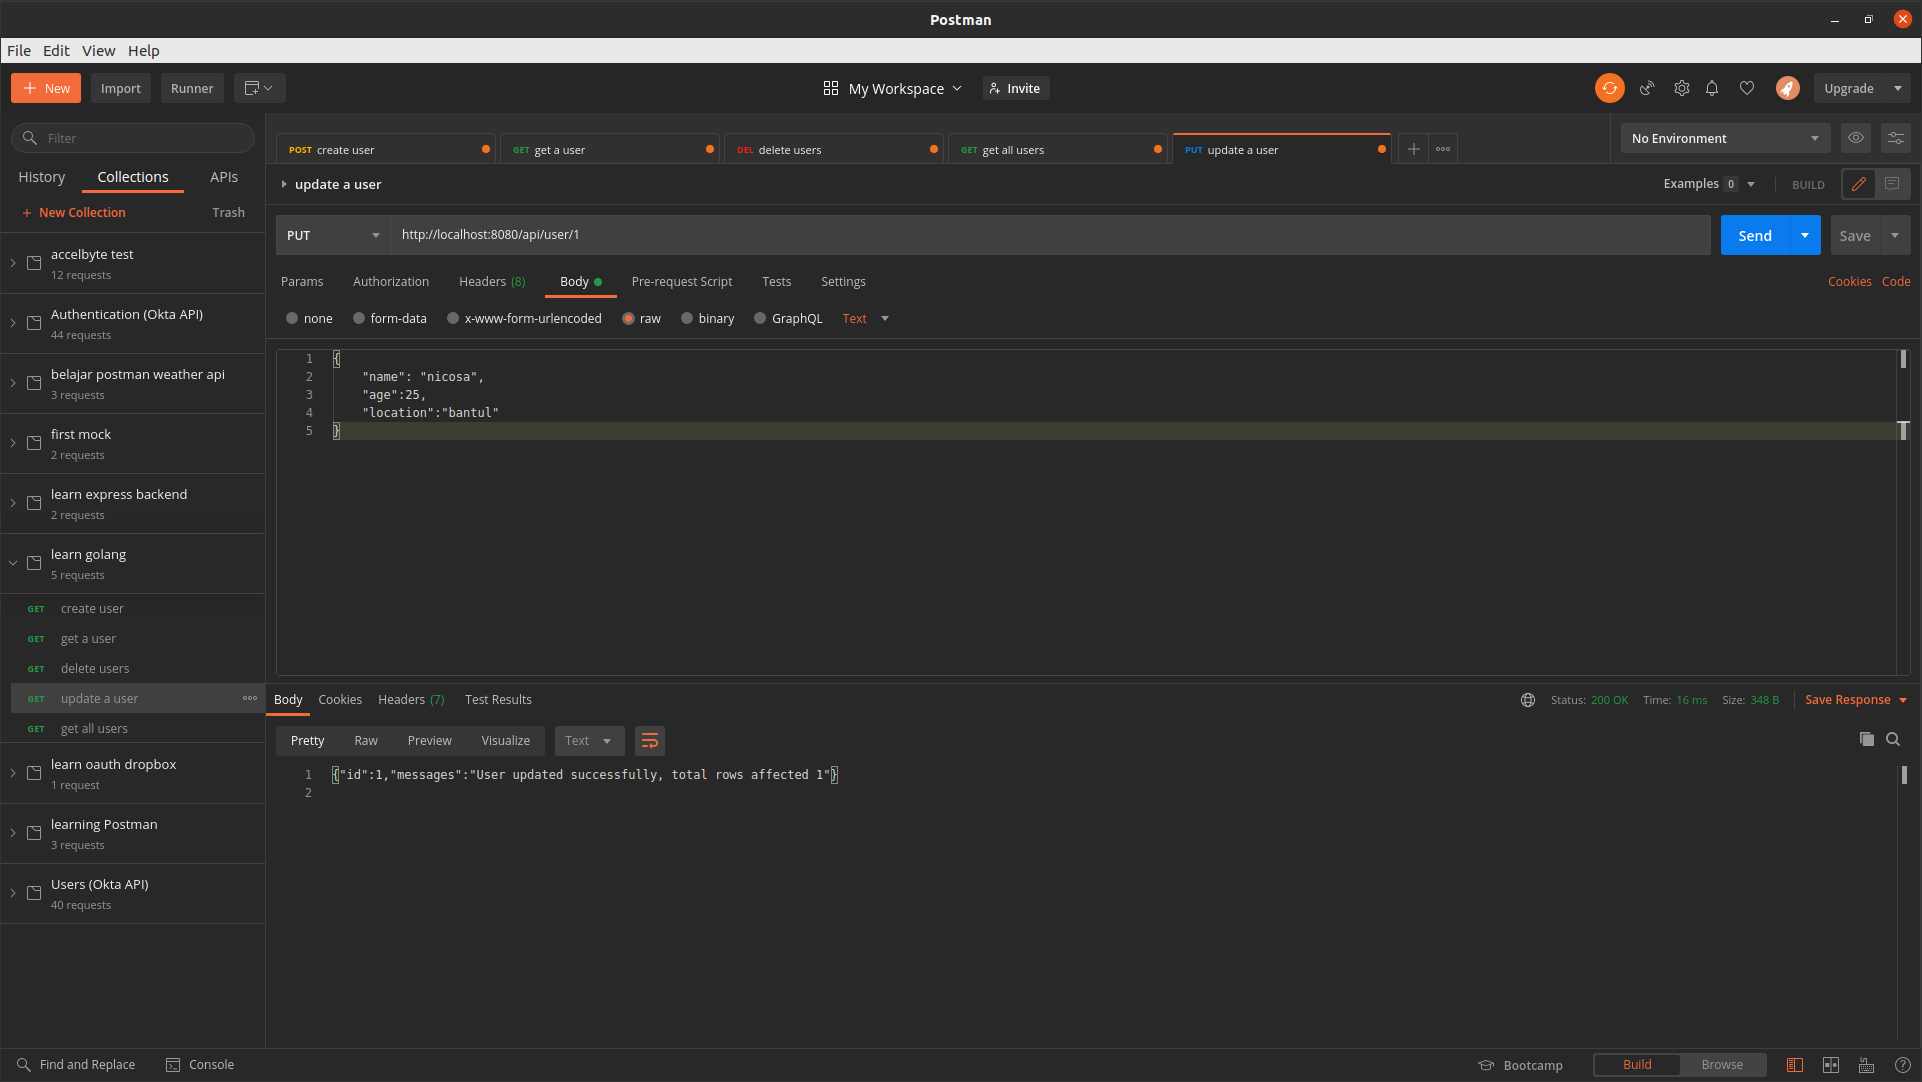 Postman
File Edit View Help
New Import Runner My Workspace Invite Upgrade
Filter
History Collections APIs
+ New Collection Trash
accelbyte test
12 requests
Authentication (Okta API)
44 requests
belajar postman weather api
3 requests
first mock
2 requests
learn express backend
2 requests
learn golang
5 requests
GET create user
GET get a user
GET delete users
GET update a user
GET get all users
learn oauth dropbox
1 request
learning Postman
3 requests
Users (Okta API)
40 requests
POST create user GET get a user DEL delete users GET get all users PUT update a user No Environment
update a user Examples 0 BUILD
PUT http://localhost:8080/api/user/1 Send Save
Params Authorization Headers (8) Body Pre-request Script Tests Settings Cookies Code
none form-data x-www-form-urlencoded raw binary GraphQL Text
1 {
2 "name": "nicosa",
3 "age":25,
4 "location":"bantul"
5 }
Body Cookies Headers (7) Test Results Status: 200 OK Time: 16 ms Size: 348 B Save Response
Pretty Raw Preview Visualize Text
1 {"id":1,"messages":"User updated successfully, total rows affected 1"}
2
Find and Replace Console Bootcamp Build Browse